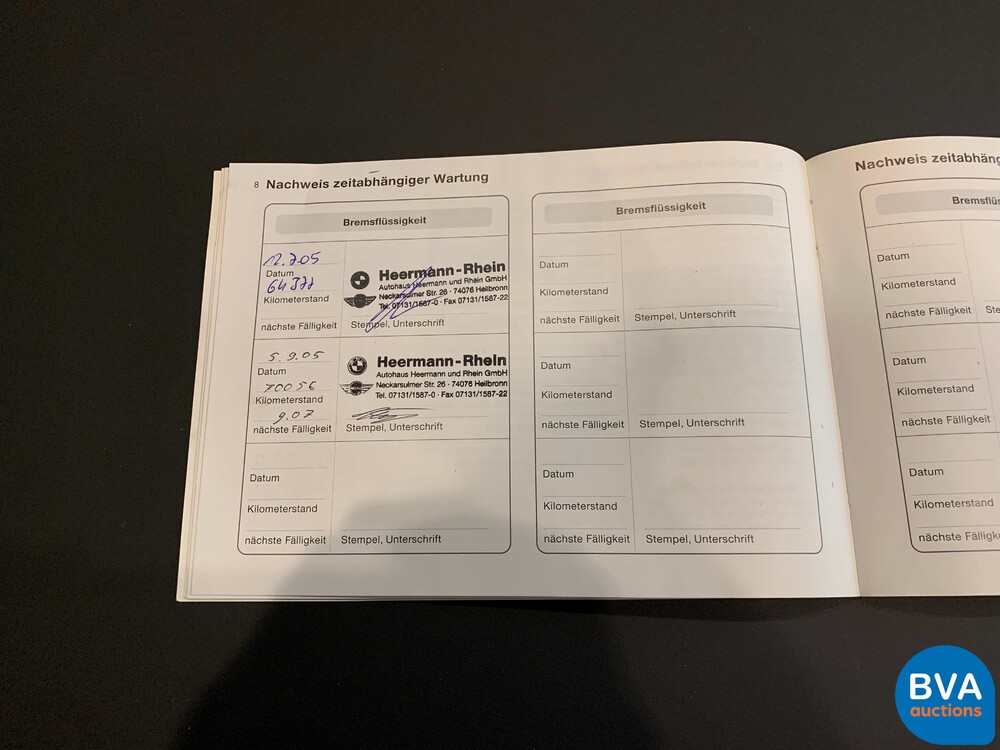 8 Nachweis zeitabhängiger Wartung
Bremsflüssigkeit
12.7.05
Datum
Kilometerstand
nächste Fälligkeit
Heermann-Rhein
Autohaus Heermann und Rhein GmbH
Neckarsulmer Str. 26 · 74076 Heilbronn
Tel. 07131/1587-0 · Fax 07131/1587-22
Stempel, Unterschrift
5.9.05
Datum
70056
Kilometerstand
9.07
nächste Fälligkeit
Heermann-Rhein
Autohaus Heermann und Rhein GmbH
Neckarsulmer Str. 26 · 74076 Heilbronn
Tel. 07131/1587-0 · Fax 07131/1587-22
Stempel, Unterschrift
Datum
Kilometerstand
nächste Fälligkeit
Stempel, Unterschrift
Bremsflüssigkeit
Datum
Kilometerstand
nächste Fälligkeit
Stempel, Unterschrift
Datum
Kilometerstand
nächste Fälligkeit
Stempel, Unterschrift
Datum
Kilometerstand
nächste Fälligkeit
Stempel, Unterschrift
Nachweis zeitabhäng
Bremsflüs
Datum
Kilometerstand
nächste Fälligkeit
Ste
Datum
Kilometerstand
nächste Fälligkeit
Datum
Kilometerstand
nächste Fälligk
BVA
auctions